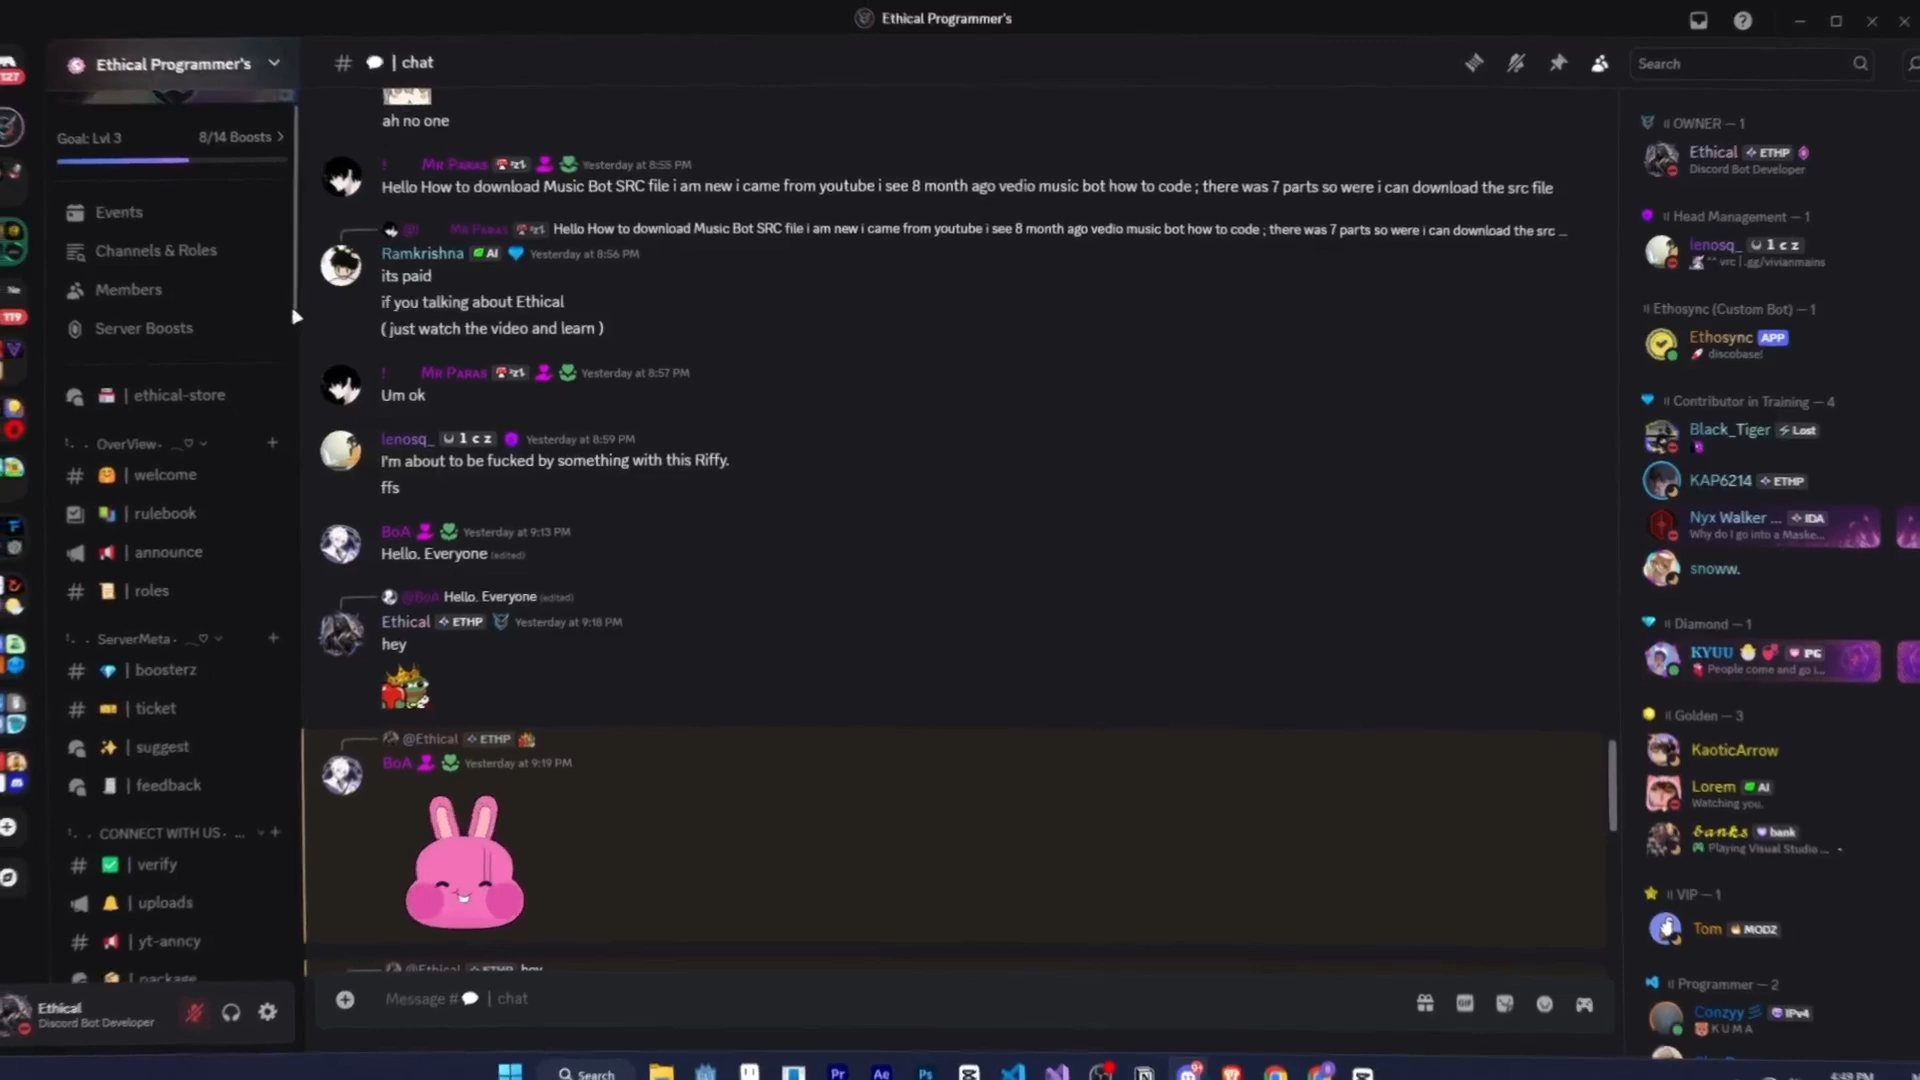 Ethical Programmer's
127
Ethical Programmer's
Goal: Lvl 3
8/14 Boosts
Events
Channels & Roles
Members
Server Boosts
119
| ethical-store
OverView
| welcome
| rulebook
| announce
| roles
ServerMeta
| boosterz
| ticket
| suggest
| feedback
CONNECT WITH US
| verify
| uploads
| yt-anncy
| package
Ethical
Discord Bot Developer
# | chat
Search
ah no one
! MR PARAS Yesterday at 8:55 PM
Hello How to download Music Bot SRC file i am new i came from youtube i see 8 month ago vedio music bot how to code ; there was 7 parts so were i can download the src file
@! MR PARAS Hello How to download Music Bot SRC file i am new i came from youtube i see 8 month ago vedio music bot how to code ; there was 7 parts so were i can download the src ...
Ramkrishna AI Yesterday at 8:56 PM
its paid
if you talking about Ethical
( just watch the video and learn )
! MR PARAS Yesterday at 8:57 PM
Um ok
lenosq_ l c z Yesterday at 8:59 PM
I'm about to be fucked by something with this Riffy.
ffs
BoA Yesterday at 9:13 PM
Hello. Everyone (edited)
@BoA Hello. Everyone (edited)
Ethical ETHP Yesterday at 9:18 PM
hey
@Ethical ETHP
BoA Yesterday at 9:19 PM
@Ethical ETHP hey
Message # | chat
GIF
OWNER — 1
Ethical ETHP
Discord Bot Developer
Head Management — 1
lenosq_ l c z
^^ vrc | .gg/vivianmains
Ethosync (Custom Bot) — 1
Ethosync APP
discobase!
Contributor in Training — 4
Black_Tiger Lost
KAP6214 ETHP
Nyx Walker ... IDA
Why do I go into a Maske...
snoww.
Diamond — 1
KYUU PG
People come and go i...
Golden — 3
KaoticArrow
Lorem AI
Watching you.
banks bank
Playing Visual Studio ...
VIP — 1
Tom MODZ
Programmer — 2
Conzyy IPv4
KUMA
Search
Pr
Ae
Ps
4:49 PM